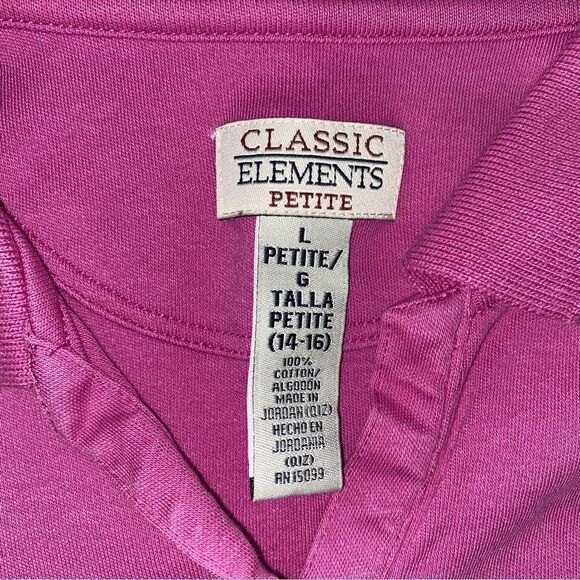 CLASSIC
ELEMENTS
PETITE
L
PETITE/
G
TALLA
PETITE
(14-16)
100%
COTTON/
ALGODÓN
MADE IN
JORDAN (QIZ)
HECHO EN
JORDANIA
(QIZ)
RN 15099